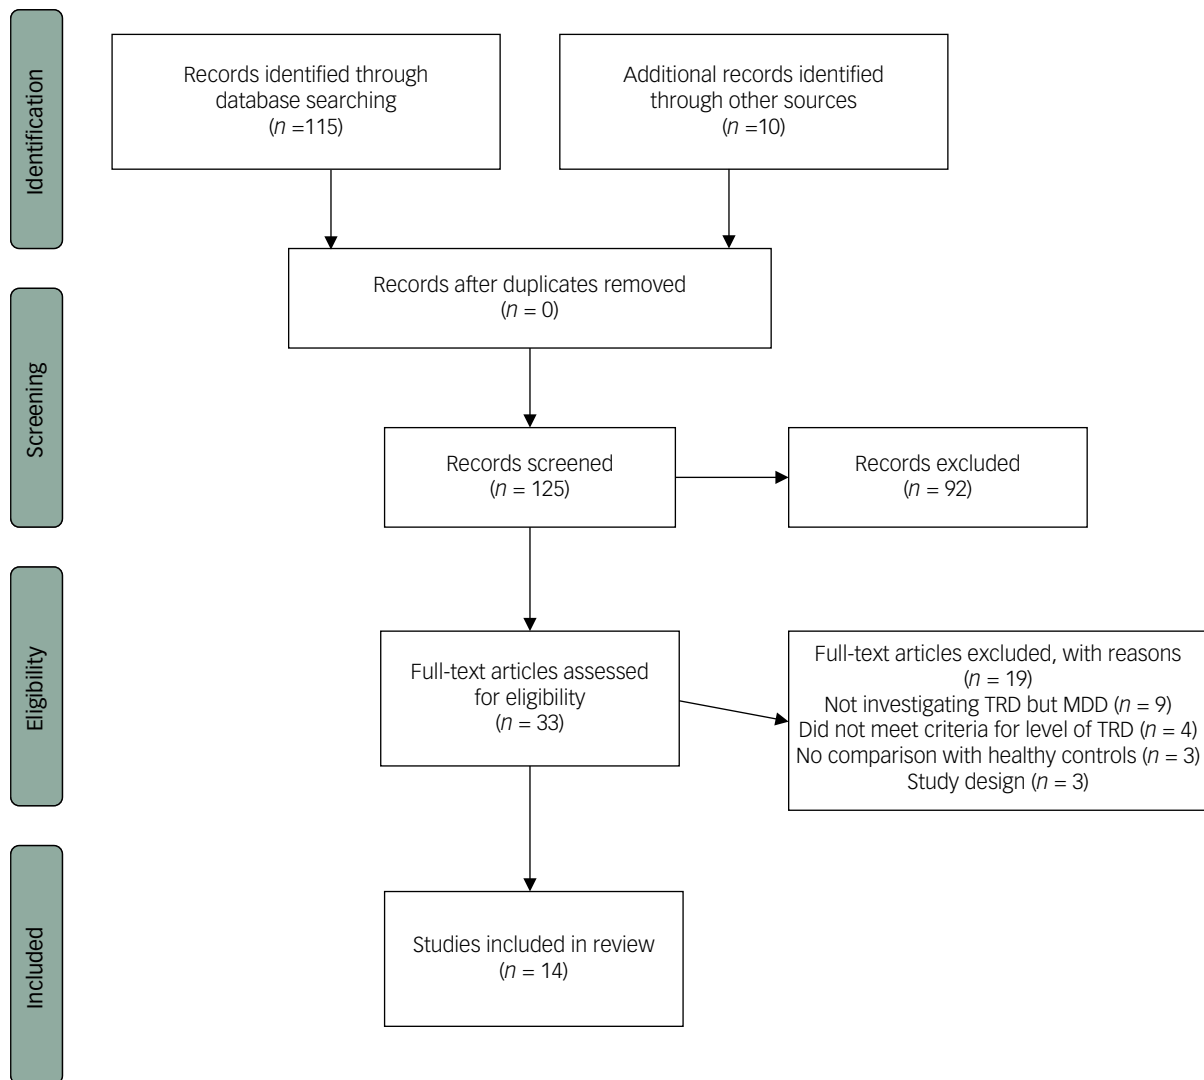 Identification
Records identified through
database searching
(n =115)
Additional records identified
through other sources
(n =10)
Records after duplicates removed
(n = 0)
Screening
Records screened
(n = 125)
Records excluded
(n = 92)
Eligibility
Full-text articles assessed
for eligibility
(n = 33)
Full-text articles excluded, with reasons
(n = 19)
Not investigating TRD but MDD (n = 9)
Did not meet criteria for level of TRD (n = 4)
No comparison with healthy controls (n = 3)
Study design (n = 3)
Included
Studies included in review
(n = 14)